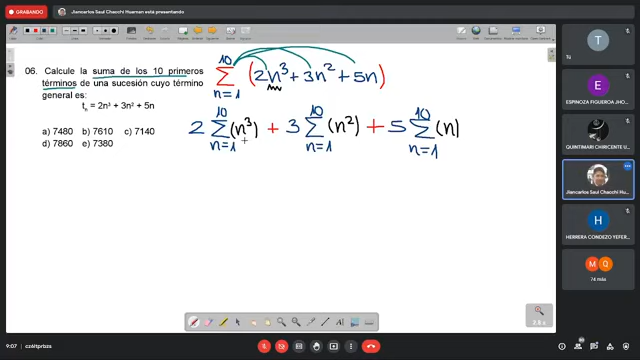 GRABANDO
Jiancarlos Saul Chacchi Huamani está presentando
06. Calcule la suma de los 10 primeros
términos de una sucesión cuyo término
general es:
tₙ = 2n³ + 3n² + 5n
a) 7480 b) 7610 c) 7140
d) 7860 e) 7380
10
∑ (2n³ + 3n² + 5n)
n=1
10 10 10
2 ∑ (n³) + 3 ∑ (n²) + 5 ∑ (n)
n=1 n=1 n=1
T
Tú
E
ESPINOZA FIGUEROA JHO
Q
QUINTIMARI CHIRICENTE U
Jiancarlos Saul Chacchi Hua
H
HERRERA CONDEZO YEFER
M Q
74 más
9:07